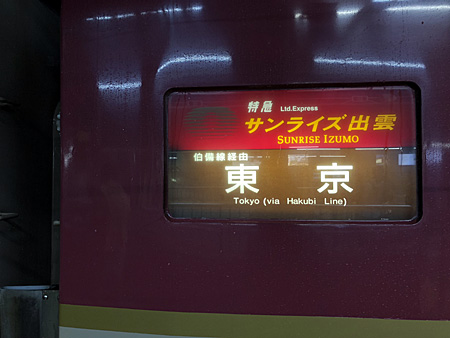 特急 Ltd.Express
サンライズ出雲
SUNRISE IZUMO
伯備線経由
東京
Tokyo (via Hakubi Line)